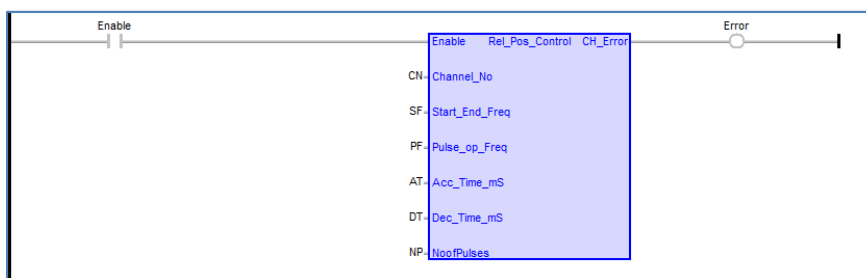 Enable Error
Enable Rel_Pos_Control CH_Error
CN Channel_No
SF Start_End_Freq
PF Pulse_op_Freq
AT Acc_Time_mS
DT Dec_Time_mS
NP NoofPulses